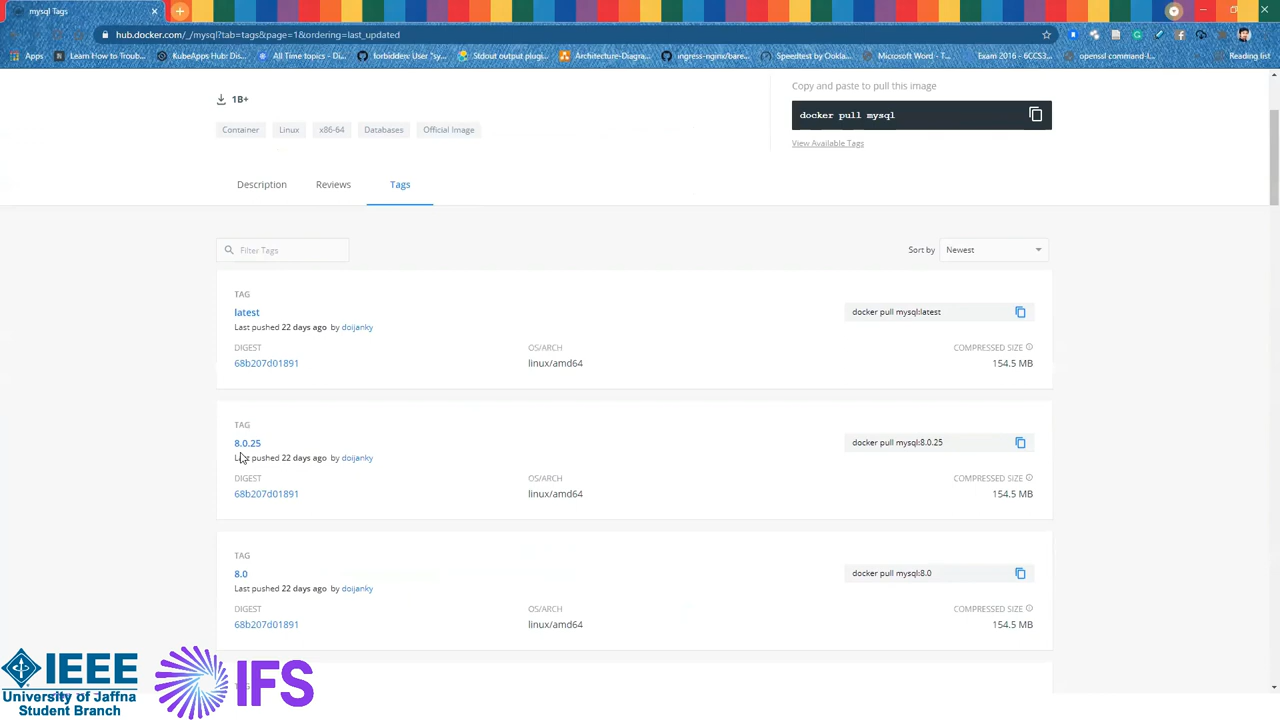 mysql Tags
hub.docker.com/_/mysql?tab=tags&page=1&ordering=last_updated
Apps
Learn How to Troub...
KubeApps Hub Dis...
All Time topics - Di...
forbidden: User "sy...
Stdout output plug...
Architecture-Diagra...
ingress-nginx/bare...
Speedtest by Ookla...
Microsoft Word - T...
Exam 2016 - 6CCS3...
openssl command-l...
Reading list
1B+
Copy and paste to pull this image
docker pull mysql
View Available Tags
Container
Linux
x86-64
Databases
Official Image
Description
Reviews
Tags
Filter Tags
Sort by
Newest
TAG
latest
docker pull mysql:latest
Last pushed 22 days ago by doijanky
DIGEST
OS/ARCH
COMPRESSED SIZE
68b207d01891
linux/amd64
154.5 MB
TAG
8.0.25
docker pull mysql:8.0.25
Last pushed 22 days ago by doijanky
DIGEST
OS/ARCH
COMPRESSED SIZE
68b207d01891
linux/amd64
154.5 MB
TAG
8.0
docker pull mysql:8.0
Last pushed 22 days ago by doijanky
DIGEST
OS/ARCH
COMPRESSED SIZE
68b207d01891
linux/amd64
154.5 MB
IEEE
University of Jaffna
Student Branch
IFS